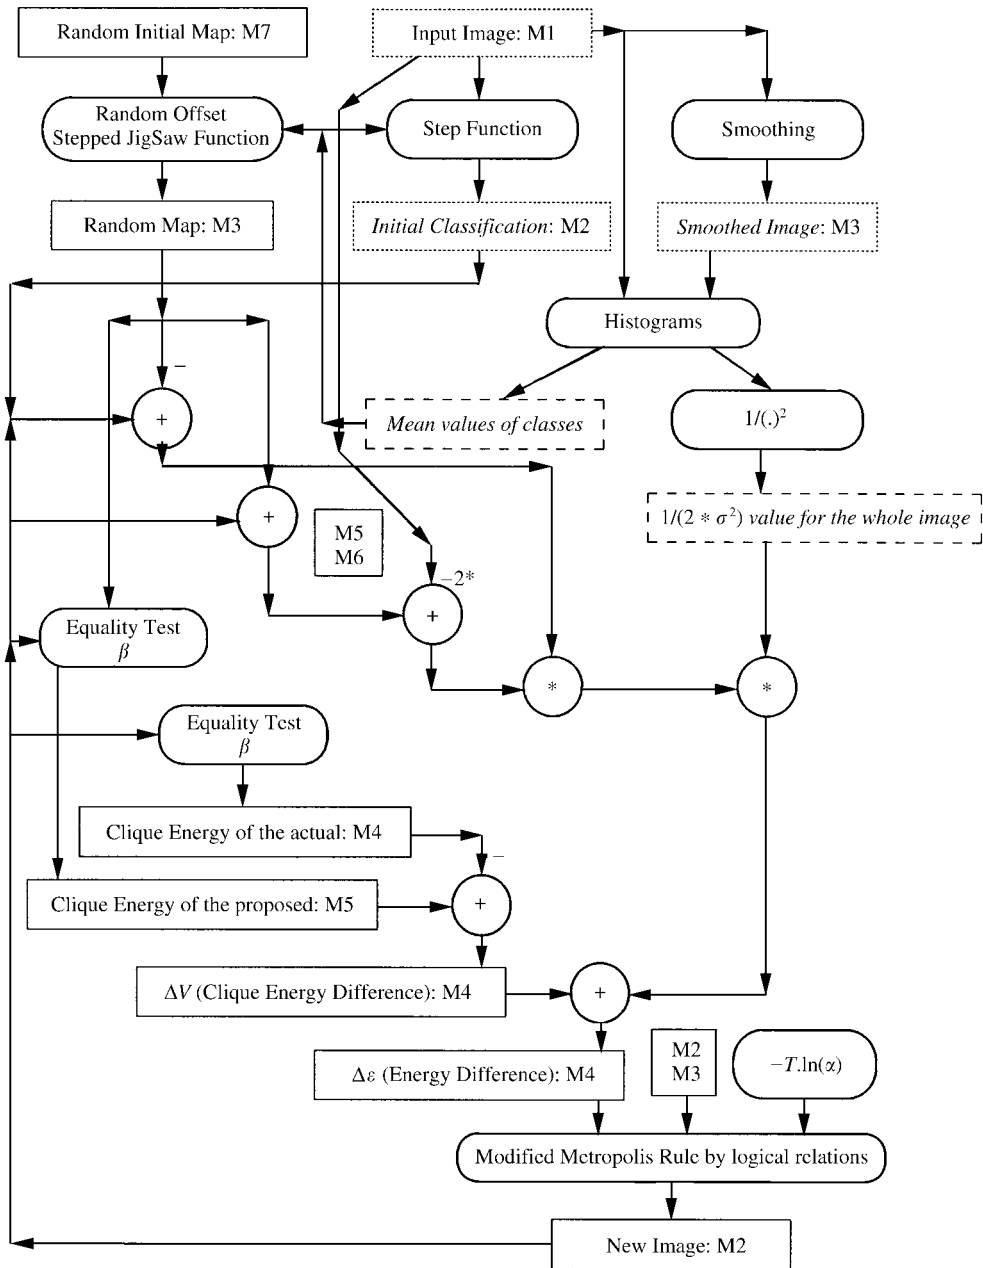 Random Initial Map: M7
Input Image: M1
Random Offset
Stepped JigSaw Function
Step Function
Smoothing
Random Map: M3
Initial Classification: M2
Smoothed Image: M3
Histograms
−
+
Mean values of classes
1/(.)²
+
M5
M6
1/(2 * σ²) value for the whole image
−2*
+
Equality Test
β
*
*
Equality Test
β
Clique Energy of the actual: M4
−
Clique Energy of the proposed: M5
+
ΔV (Clique Energy Difference): M4
+
Δε (Energy Difference): M4
M2
M3
−T.ln(α)
Modified Metropolis Rule by logical relations
New Image: M2